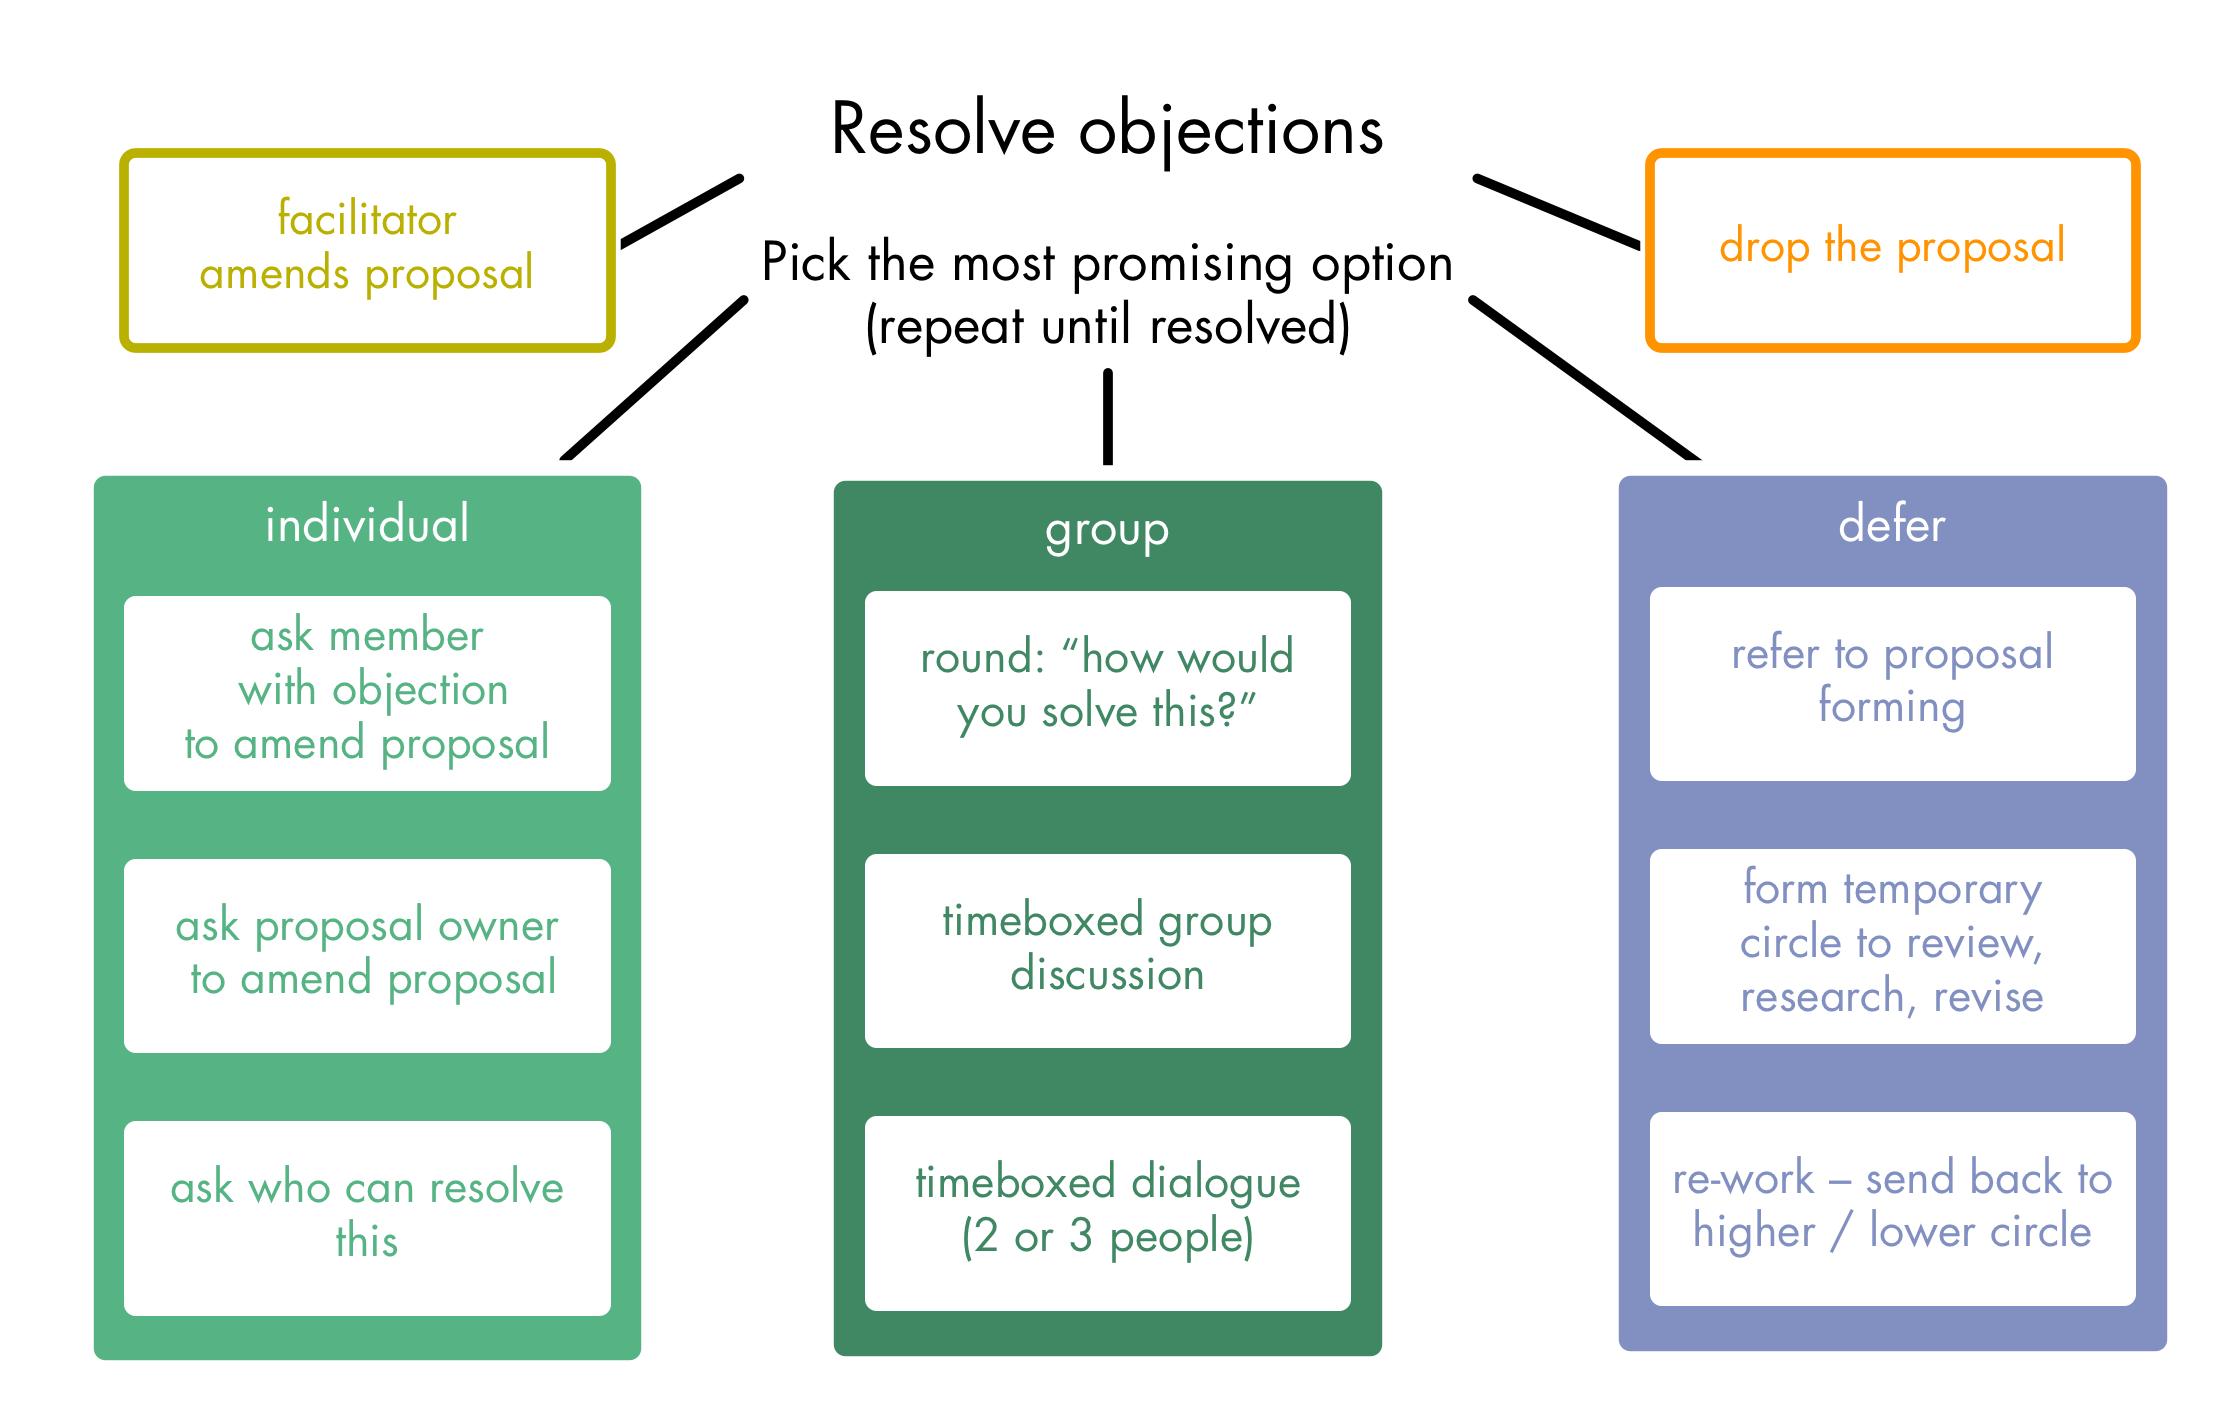 Resolve objections
Pick the most promising option
(repeat until resolved)
facilitator
amends proposal
drop the proposal
individual
ask member
with objection
to amend proposal
ask proposal owner
to amend proposal
ask who can resolve
this
group
round: “how would
you solve this?”
timeboxed group
discussion
timeboxed dialogue
(2 or 3 people)
defer
refer to proposal
forming
form temporary
circle to review,
research, revise
re-work – send back to
higher / lower circle